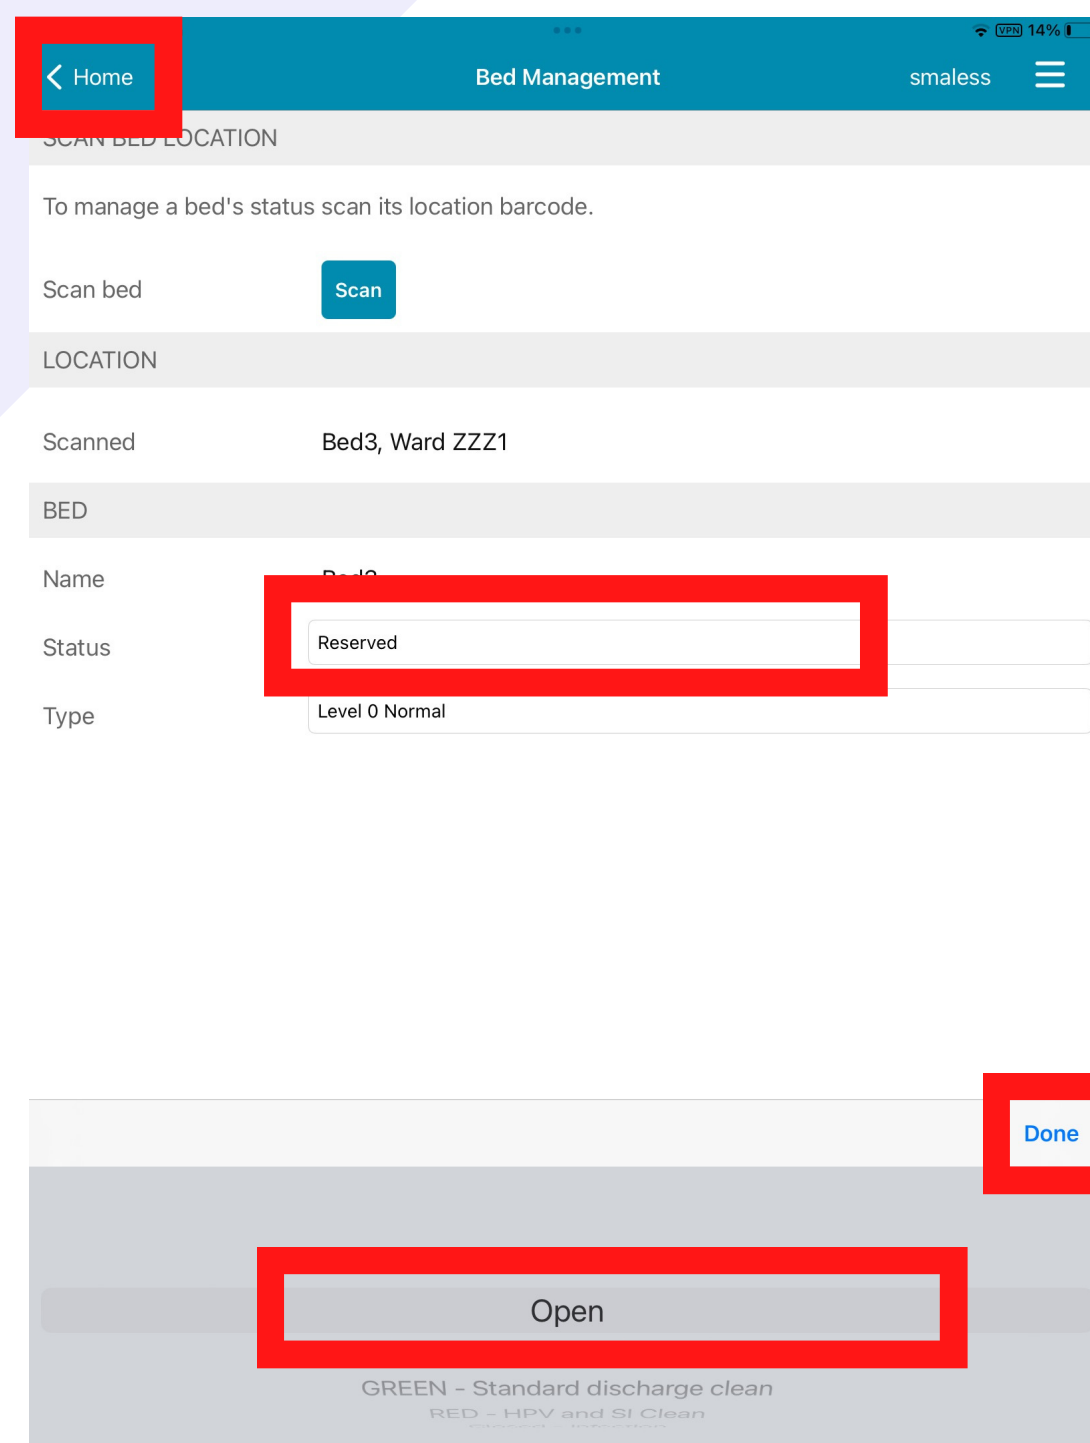 VPN 14%
Home Bed Management smaless
SCAN BED LOCATION
To manage a bed's status scan its location barcode.
Scan bed Scan
LOCATION
Scanned Bed3, Ward ZZZ1
BED
Name Bed3
Status Reserved
Type Level 0 Normal
Done
Open
GREEN - Standard discharge clean
RED - HPV and SI Clean